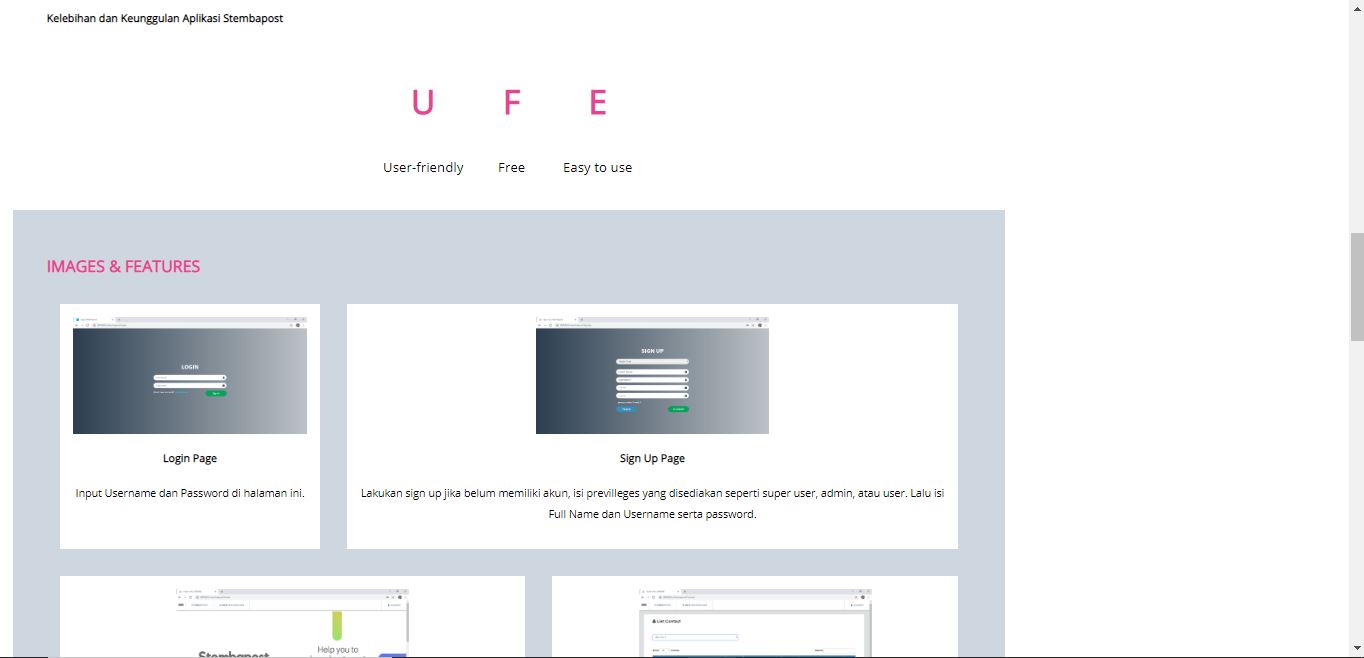 Kelebihan dan Keunggulan Aplikasi Stembapost
U F E
User-friendly Free Easy to use
IMAGES & FEATURES
LOGIN
SIGN UP
Login Page
Sign Up Page
Input Username dan Password di halaman ini.
Lakukan sign up jika belum memiliki akun, isi previlleges yang disediakan seperti super user, admin, atau user. Lalu isi
Full Name dan Username serta password.
Stembapost
Help you to
List Contact